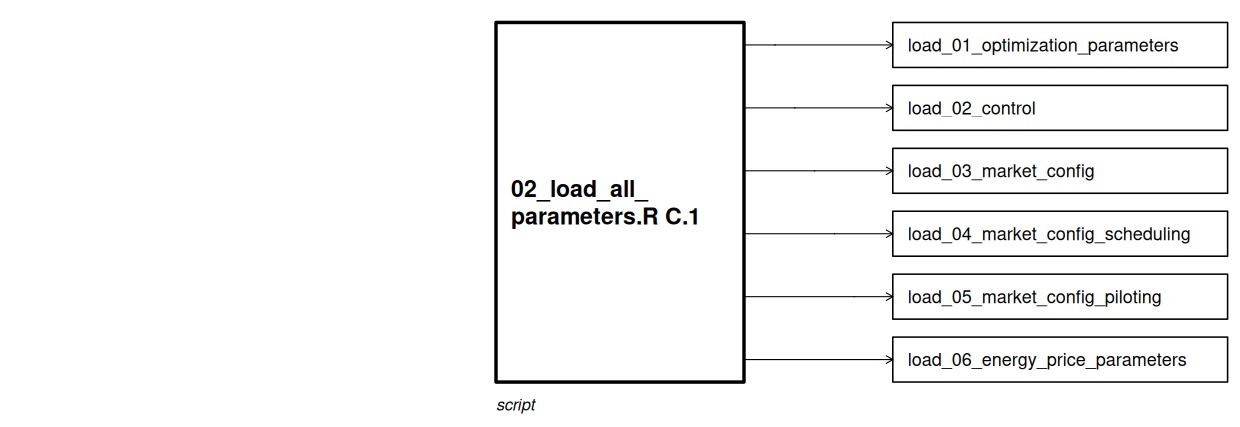 load_01_optimization_parameters
load_02_control
load_03_market_config
02_load_all_
parameters.R C.1
load_04_market_config_scheduling
load_05_market_config_piloting
load_06_energy_price_parameters
script